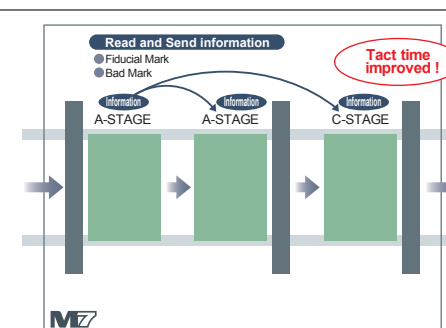 Read and Send information
Fiducial Mark
Bad Mark
Tact time
improved !
Information
Information
Information
A-STAGE
A-STAGE
C-STAGE
M7